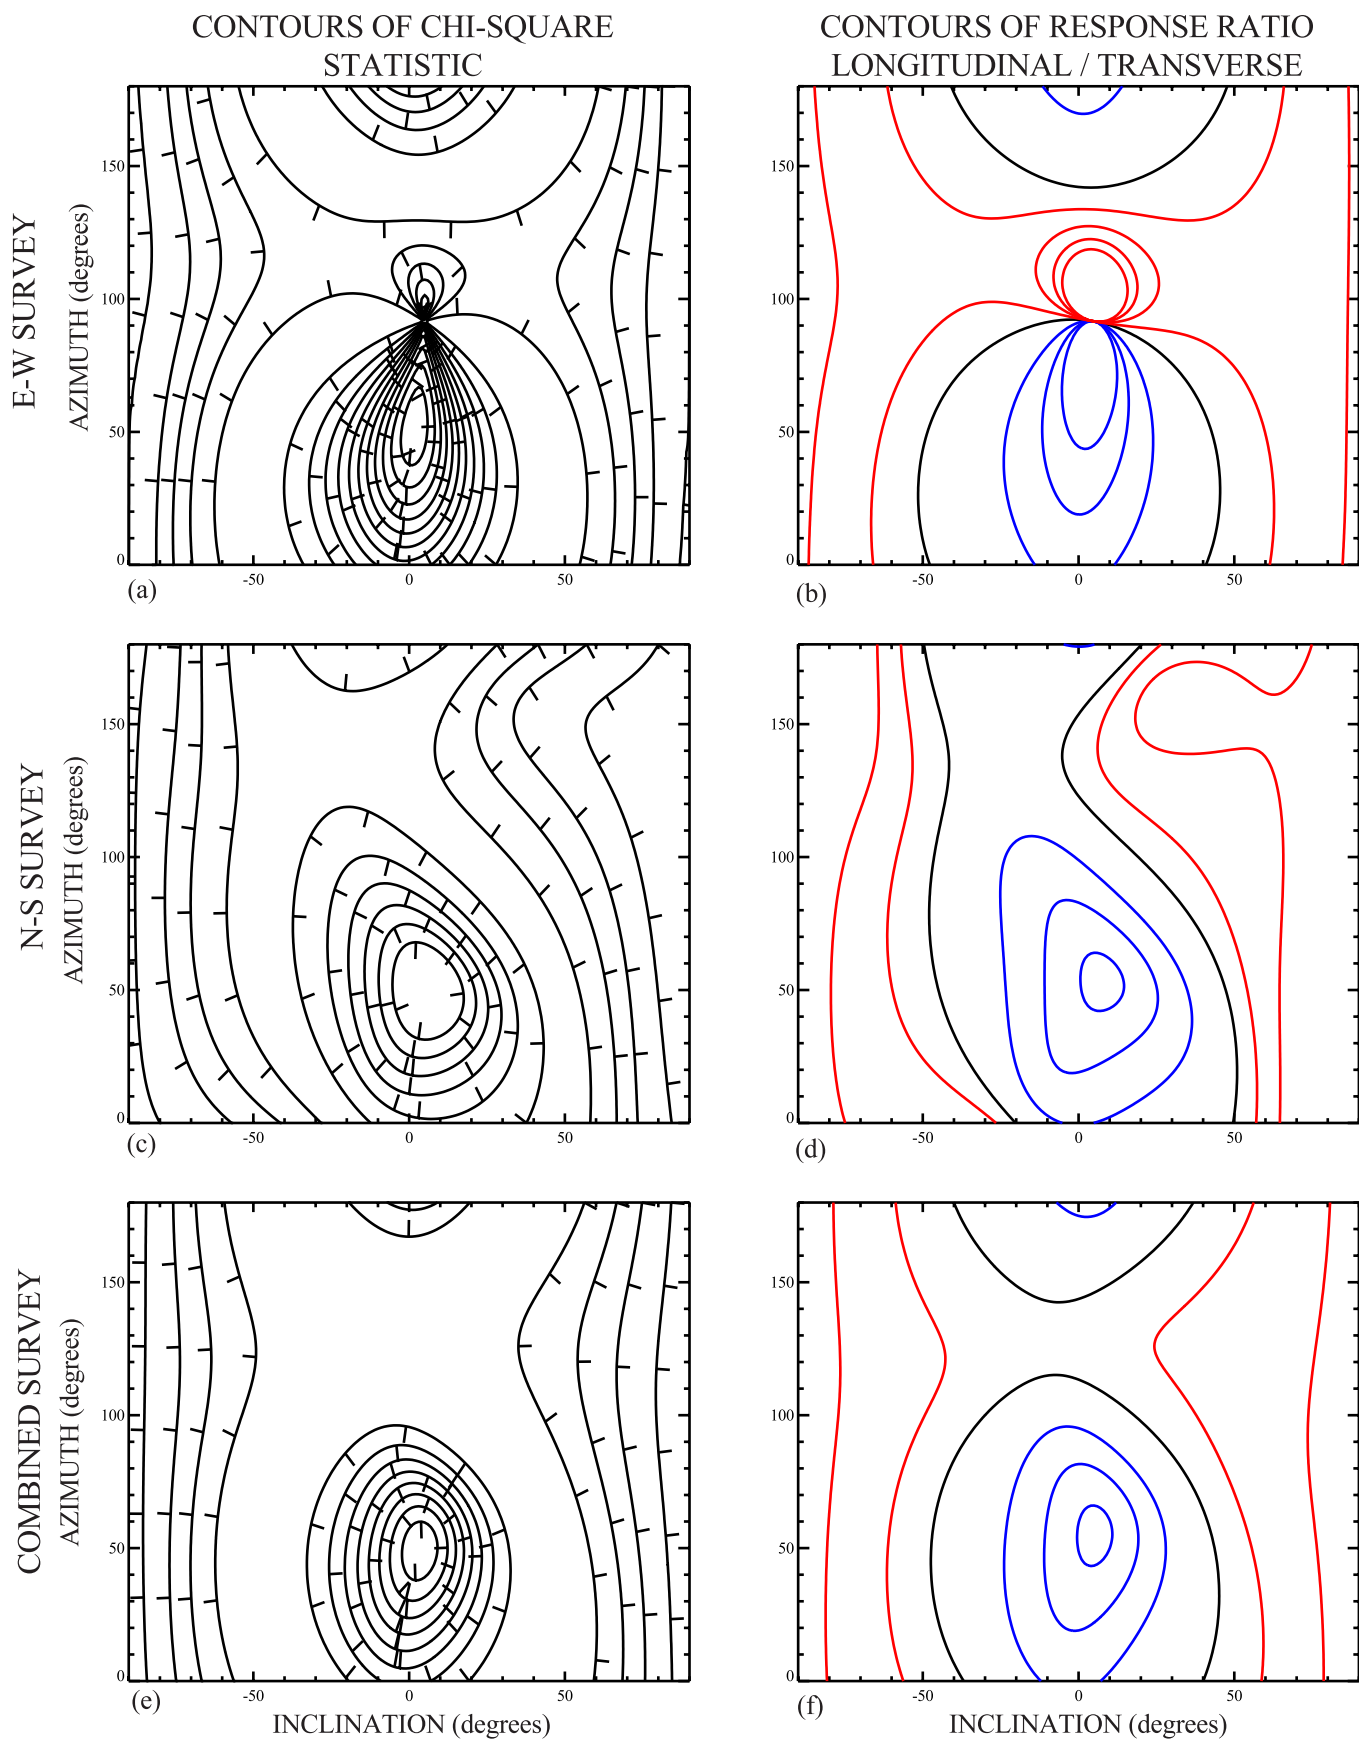 CONTOURS OF CHI-SQUARE
STATISTIC
CONTOURS OF RESPONSE RATIO
LONGITUDINAL / TRANSVERSE
E-W SURVEY
AZIMUTH (degrees)
150
100
50
0
-50
0
50
(a)
150
100
50
0
-50
0
50
(b)
N-S SURVEY
AZIMUTH (degrees)
150
100
50
0
-50
0
50
(c)
150
100
50
0
-50
0
50
(d)
COMBINED SURVEY
AZIMUTH (degrees)
150
100
50
0
-50
0
50
(e)
INCLINATION (degrees)
150
100
50
0
-50
0
50
(f)
INCLINATION (degrees)